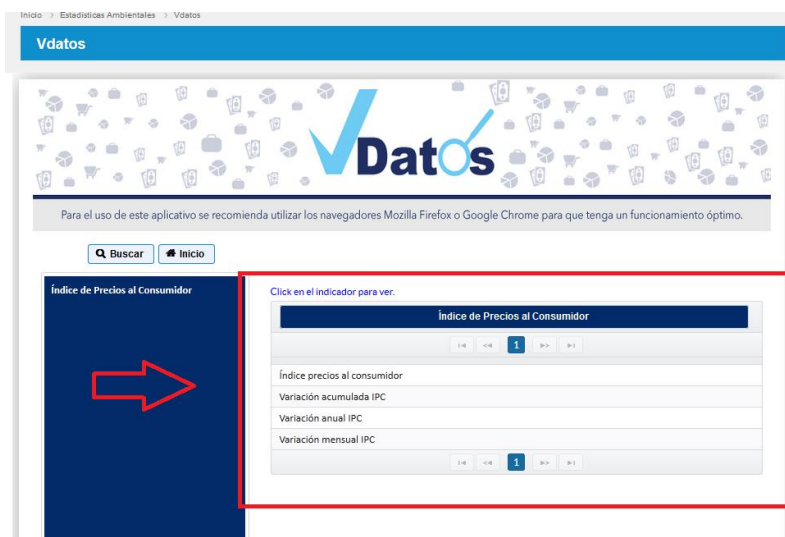 Inicio > Estadísticas Ambientales > Vdatos
Vdatos
VDatos
Para el uso de este aplicativo se recomienda utilizar los navegadores Mozilla Firefox o Google Chrome para que tenga un funcionamiento óptimo.
Buscar Inicio
Índice de Precios al Consumidor
Click en el indicador para ver.
Índice de Precios al Consumidor
1
Índice precios al consumidor
Variación acumulada IPC
Variación anual IPC
Variación mensual IPC
1